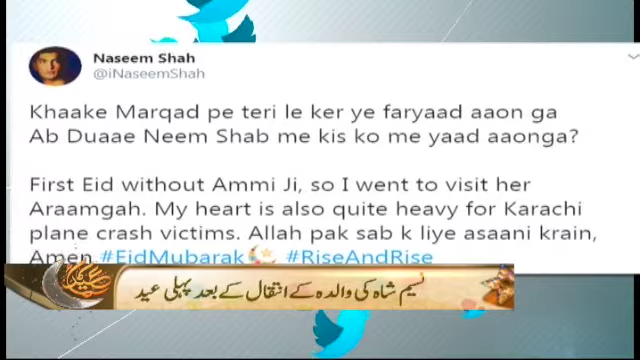 Naseem Shah
@iNaseemShah
Khaake Marqad pe teri le ker ye faryaad aaon ga
Ab Duaae Neem Shab me kis ko me yaad aaonga?
First Eid without Ammi Ji, so I went to visit her
Araamgah. My heart is also quite heavy for Karachi
plane crash victims. Allah pak sab k liye asaani krain,
Amen #EidMubarak #RiseAndRise
نسیم شاہ کی والدہ کے انتقال کے بعد پہلی عید